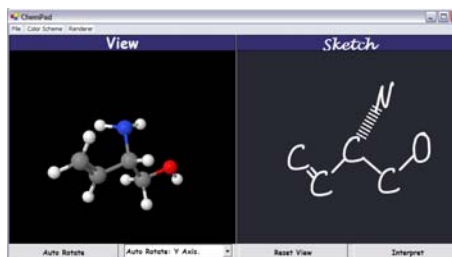 ChemPad
File Color Scheme Renderer
View Sketch
N
C C O
C C
Auto Rotate Auto Rotate: Y Axis. Reset View Interpret